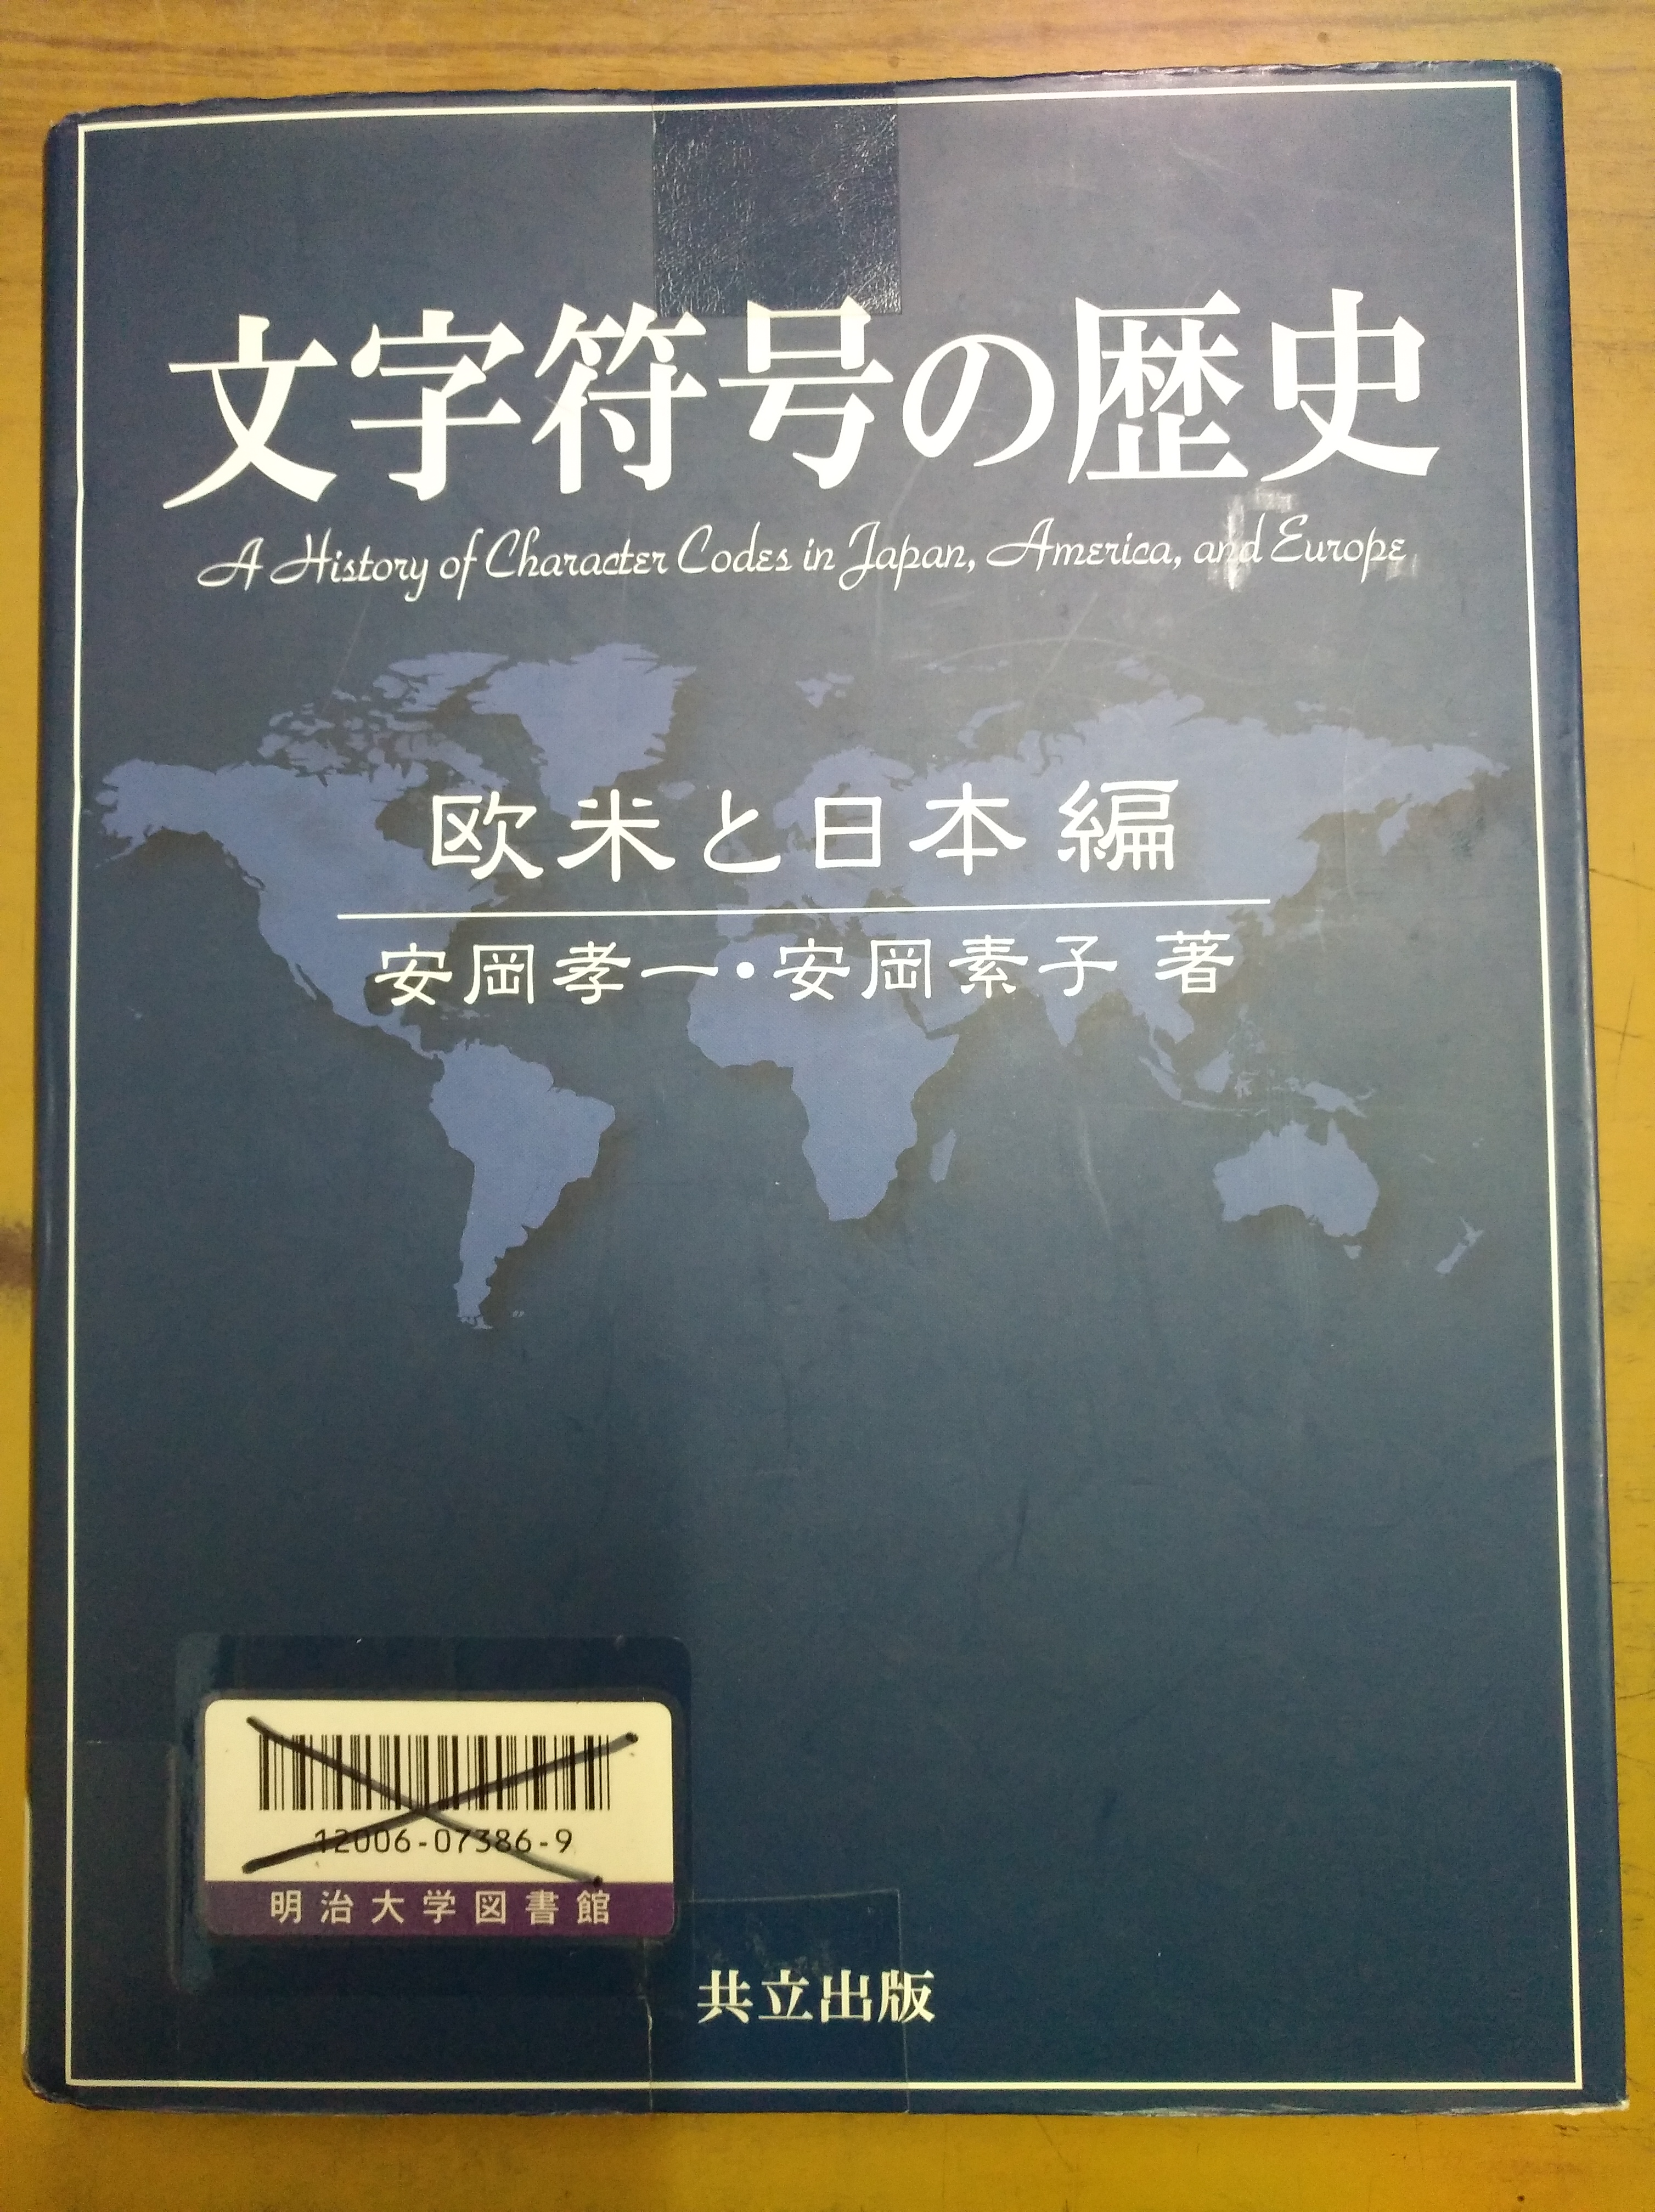 文字符号の歴史
A History of Character Codes in Japan, America, and Europe
欧米と日本 編
安岡孝一・安岡素子 著
12006-07386-9
明治大学図書館
共立出版